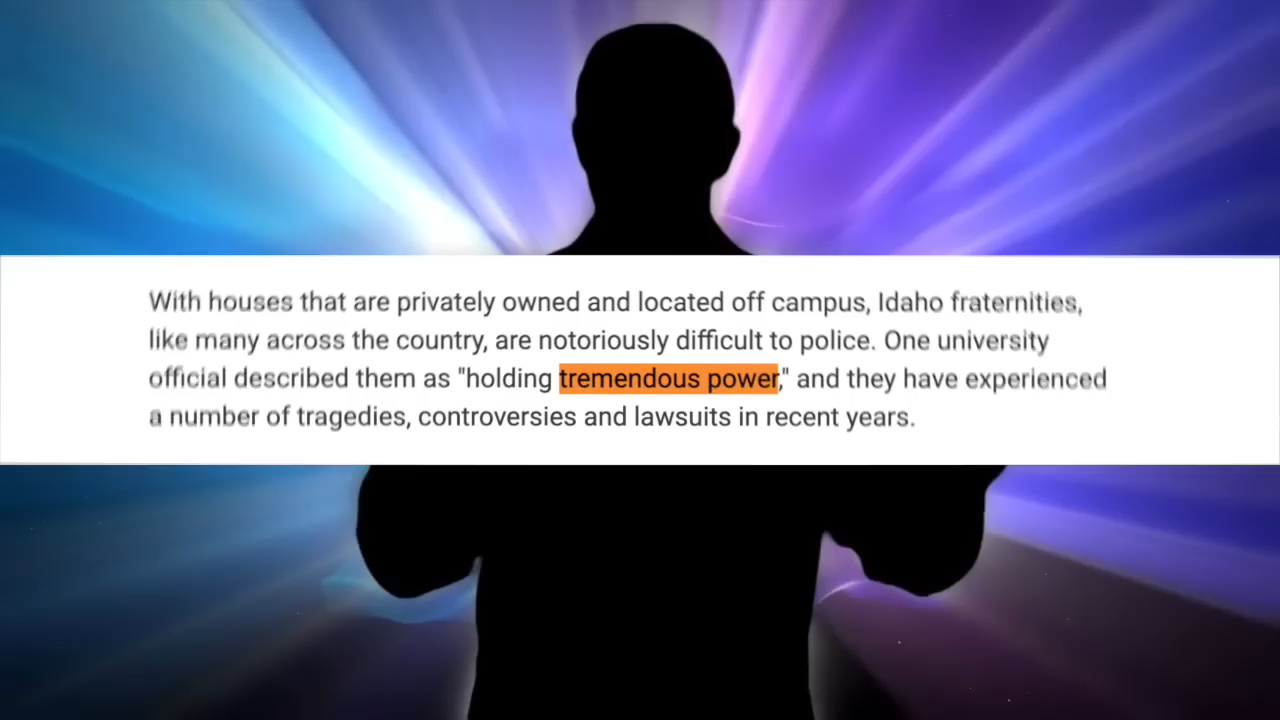 With houses that are privately owned and located off campus, Idaho fraternities,
like many across the country, are notoriously difficult to police. One university
official described them as "holding tremendous power," and they have experienced
a number of tragedies, controversies and lawsuits in recent years.